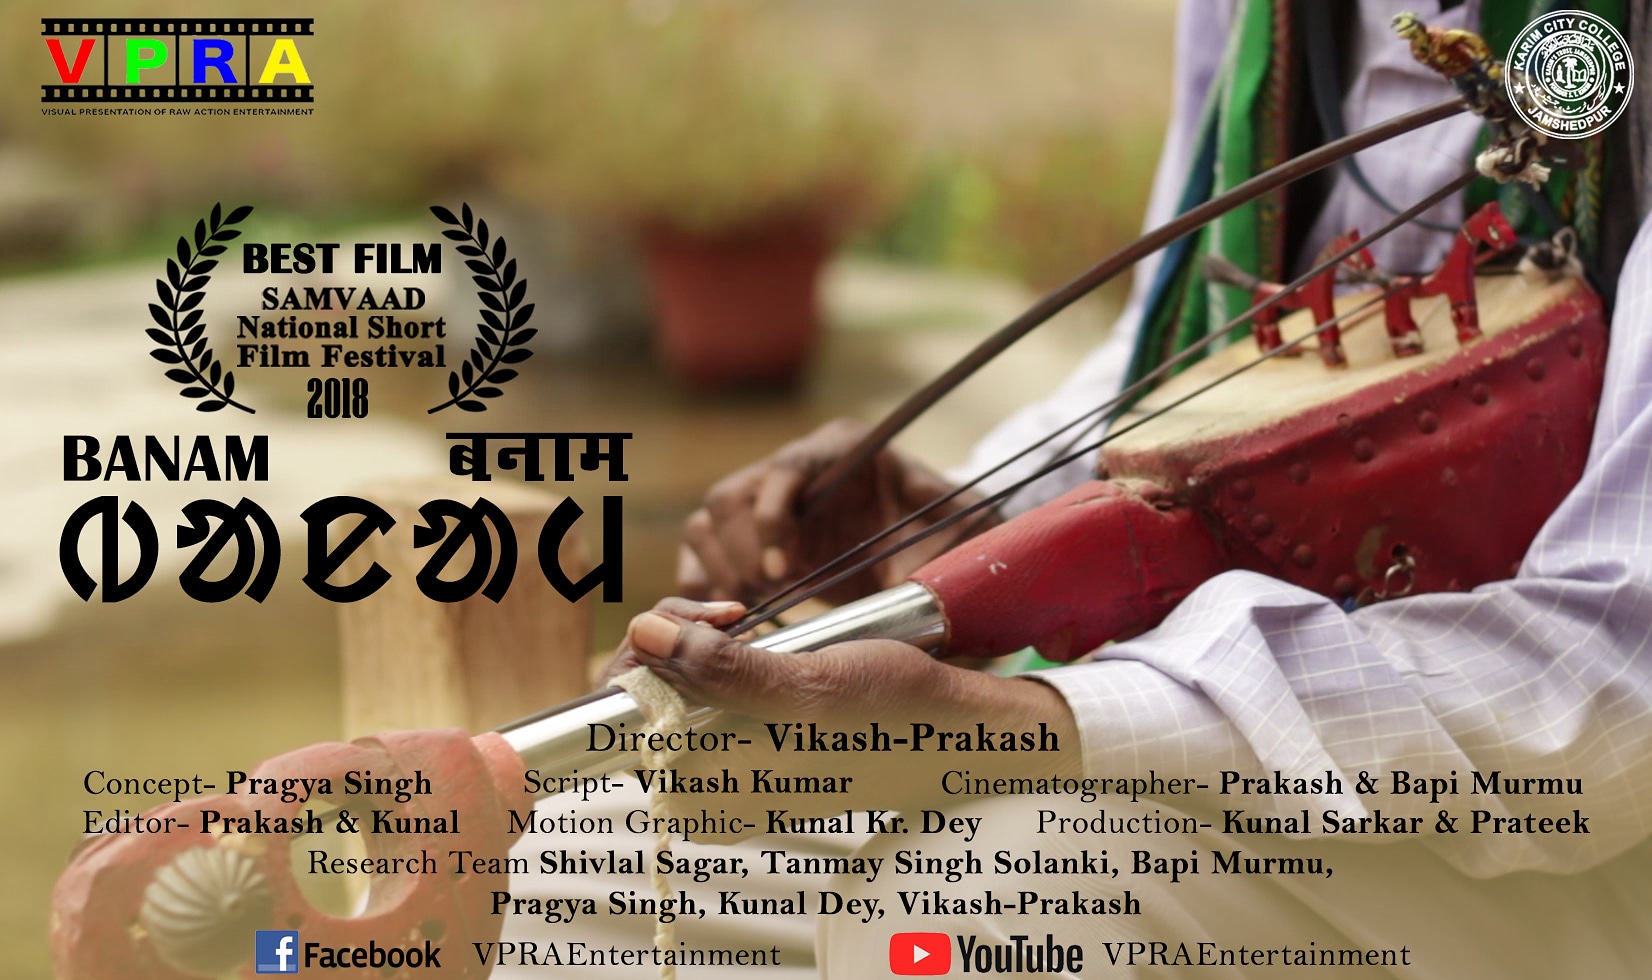 VPRA
VISUAL PRESENTATION OF RAW ACTION ENTERTAINMENT
KARIM CITY COLLEGE
JAMSHEDPUR
BEST FILM
SAMVAAD
National Short
Film Festival
2018
BANAM बनाम
ᱵᱟᱱᱟᱢ
Director- Vikash-Prakash
Concept- Pragya Singh Script- Vikash Kumar Cinematographer- Prakash & Bapi Murmu
Editor- Prakash & Kunal Motion Graphic- Kunal Kr. Dey Production- Kunal Sarkar & Prateek
Research Team Shivlal Sagar, Tanmay Singh Solanki, Bapi Murmu,
Pragya Singh, Kunal Dey, Vikash-Prakash
Facebook VPRAEntertainment YouTube VPRAEntertainment